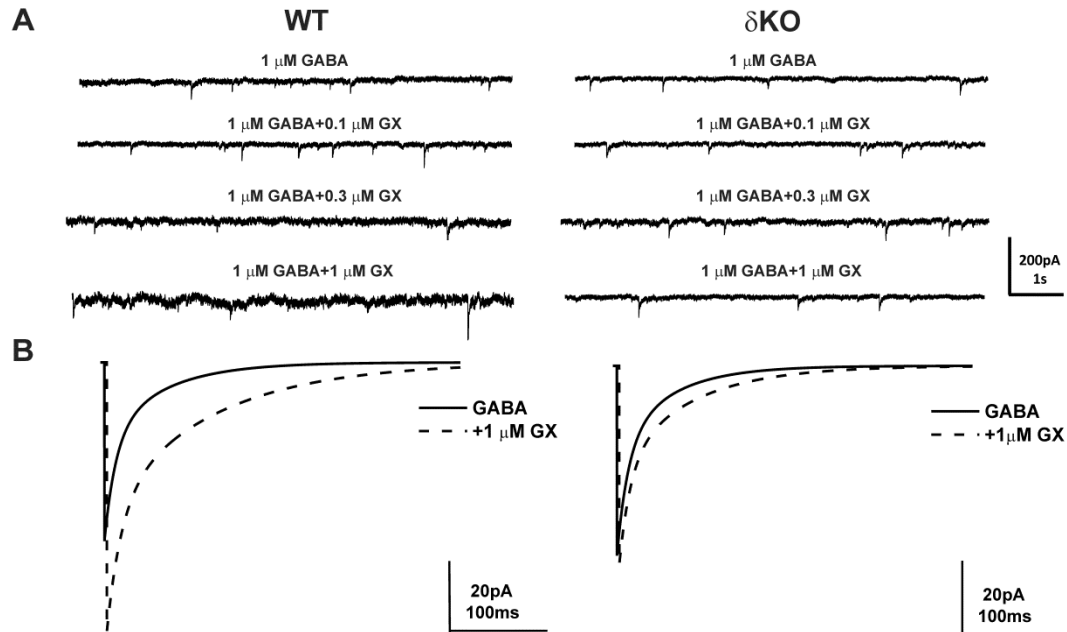 A
WT
δKO
1 μM GABA
1 μM GABA
1 μM GABA+0.1 μM GX
1 μM GABA+0.1 μM GX
1 μM GABA+0.3 μM GX
1 μM GABA+0.3 μM GX
1 μM GABA+1 μM GX
1 μM GABA+1 μM GX
200pA
1s
B
GABA
+1 μM GX
GABA
+1μM GX
20pA
100ms
20pA
100ms